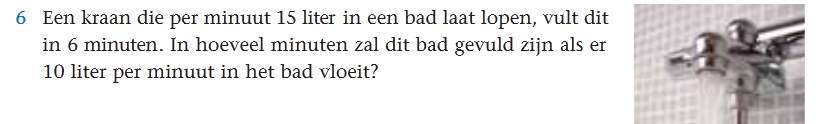 6 Een kraan die per minuut 15 liter in een bad laat lopen, vult dit
in 6 minuten. In hoeveel minuten zal dit bad gevuld zijn als er
10 liter per minuut in het bad vloeit?